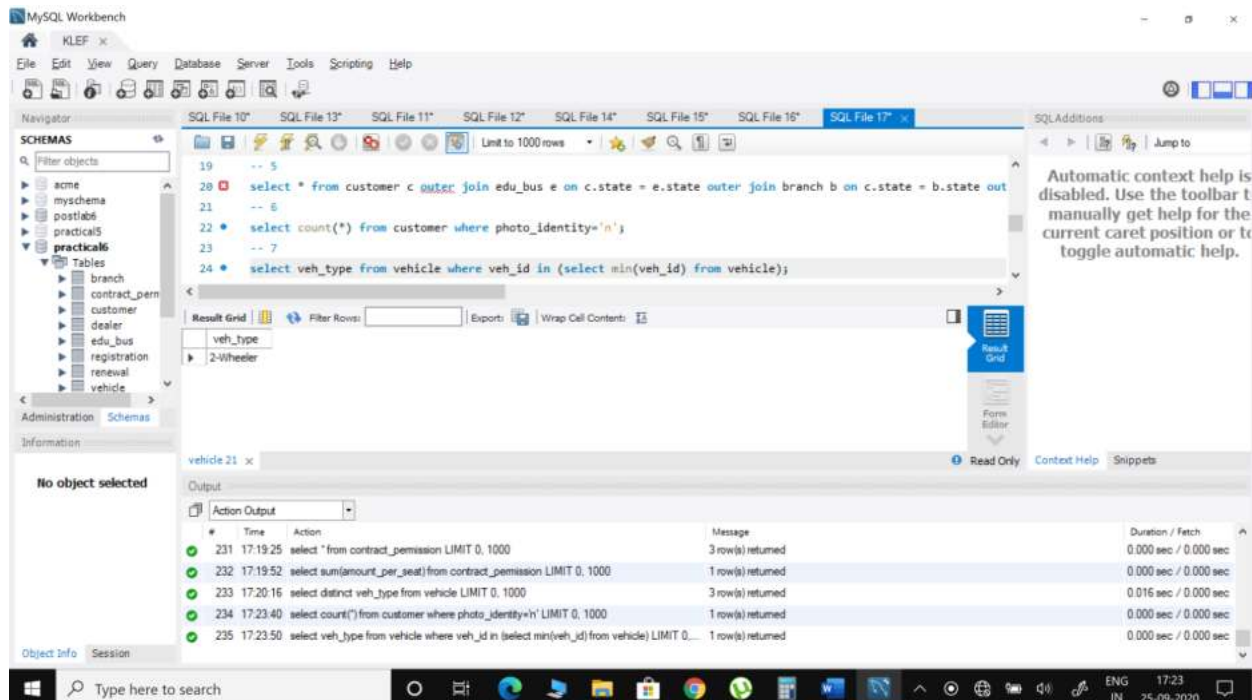 MySQL Workbench
KLEF
File Edit View Query Database Server Tools Scripting Help
Navigator
SCHEMAS
Filter objects
acme
myschema
postlab6
practical5
practical6
Tables
branch
contract_perm
customer
dealer
edu_bus
registration
renewal
vehicle
Administration Schemas
Information
No object selected
Object Info Session
SQL File 10* SQL File 13* SQL File 11* SQL File 12* SQL File 14* SQL File 15* SQL File 16* SQL File 17*
Limit to 1000 rows
19 -- 5
20 select * from customer c outer join edu_bus e on c.state = e.state outer join branch b on c.state = b.state out
21 -- 6
22 select count(*) from customer where photo_identity='n';
23 -- 7
24 select veh_type from vehicle where veh_id in (select min(veh_id) from vehicle);
Result Grid Filter Rows: Export: Wrap Cell Content:
veh_type
2-Wheeler
Result Grid
Form Editor
vehicle 21
Read Only
Output
Action Output
# Time Action Message Duration / Fetch
231 17:19:25 select * from contract_permission LIMIT 0, 1000 3 row(s) returned 0.000 sec / 0.000 sec
232 17:19:52 select sum(amount_per_seat) from contract_permission LIMIT 0, 1000 1 row(s) returned 0.000 sec / 0.000 sec
233 17:20:16 select distinct veh_type from vehicle LIMIT 0, 1000 3 row(s) returned 0.016 sec / 0.000 sec
234 17:23:40 select count(*) from customer where photo_identity='n' LIMIT 0, 1000 1 row(s) returned 0.000 sec / 0.000 sec
235 17:23:50 select veh_type from vehicle where veh_id in (select min(veh_id) from vehicle) LIMIT 0,... 1 row(s) returned 0.000 sec / 0.000 sec
SQLAdditions
Jump to
Automatic context help is
disabled. Use the toolbar t
manually get help for the
current caret position or to
toggle automatic help.
Context Help Snippets
Type here to search
ENG
IN
17:23
25-09-2020